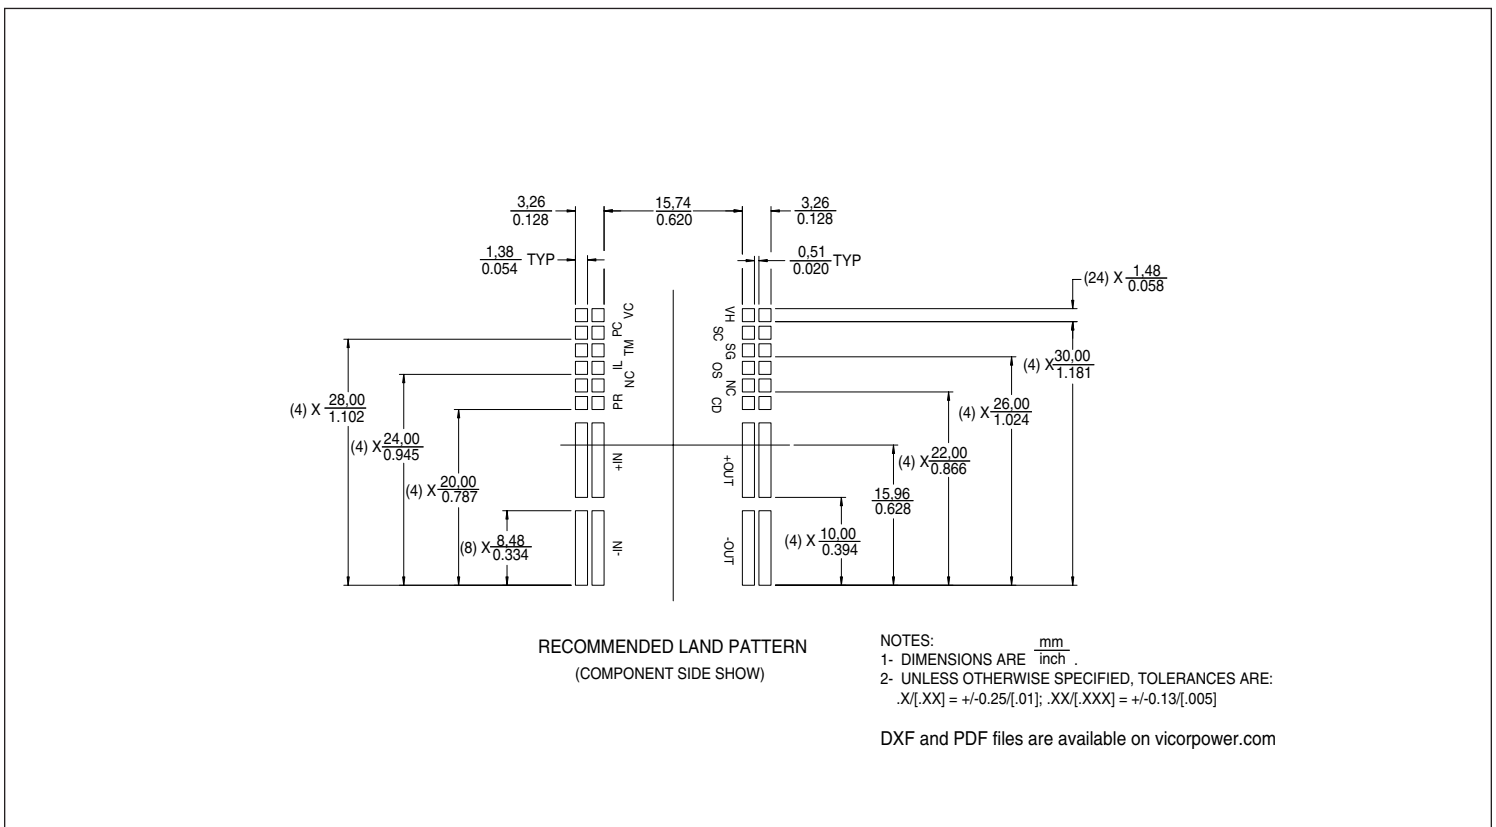 3,26
0.128
15,74
0.620
3,26
0.128
1,38
0.054
TYP
0,51
0.020
TYP
(24) X 1,48
0.058
VC
PC
TM
IL
NC
PR
+IN
-IN
VH
SC
SG
OS
NC
CD
+OUT
-OUT
(4) X 30,00
1.181
(4) X 28,00
1.102
(4) X 26,00
1.024
(4) X 24,00
0.945
(4) X 22,00
0.866
(4) X 20,00
0.787
15,96
0.628
(4) X 10,00
0.394
(8) X 8,48
0.334
RECOMMENDED LAND PATTERN
(COMPONENT SIDE SHOW)
NOTES:
1- DIMENSIONS ARE mm
inch .
2- UNLESS OTHERWISE SPECIFIED, TOLERANCES ARE:
.X/[.XX] = +/-0.25/[.01]; .XX/[.XXX] = +/-0.13/[.005]
DXF and PDF files are available on vicorpower.com